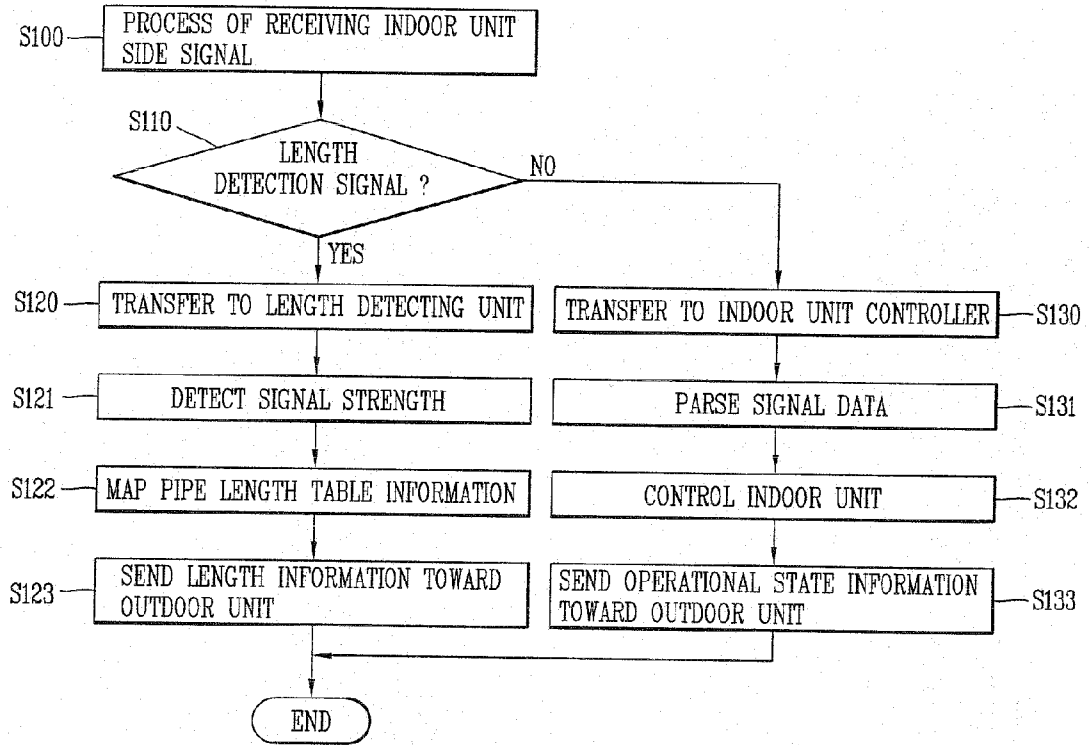 S100
PROCESS OF RECEIVING INDOOR UNIT
SIDE SIGNAL
S110
LENGTH
DETECTION SIGNAL ?
NO
YES
S120
TRANSFER TO LENGTH DETECTING UNIT
TRANSFER TO INDOOR UNIT CONTROLLER
S130
S121
DETECT SIGNAL STRENGTH
PARSE SIGNAL DATA
S131
S122
MAP PIPE LENGTH TABLE INFORMATION
CONTROL INDOOR UNIT
S132
S123
SEND LENGTH INFORMATION TOWARD
OUTDOOR UNIT
SEND OPERATIONAL STATE INFORMATION
TOWARD OUTDOOR UNIT
S133
END